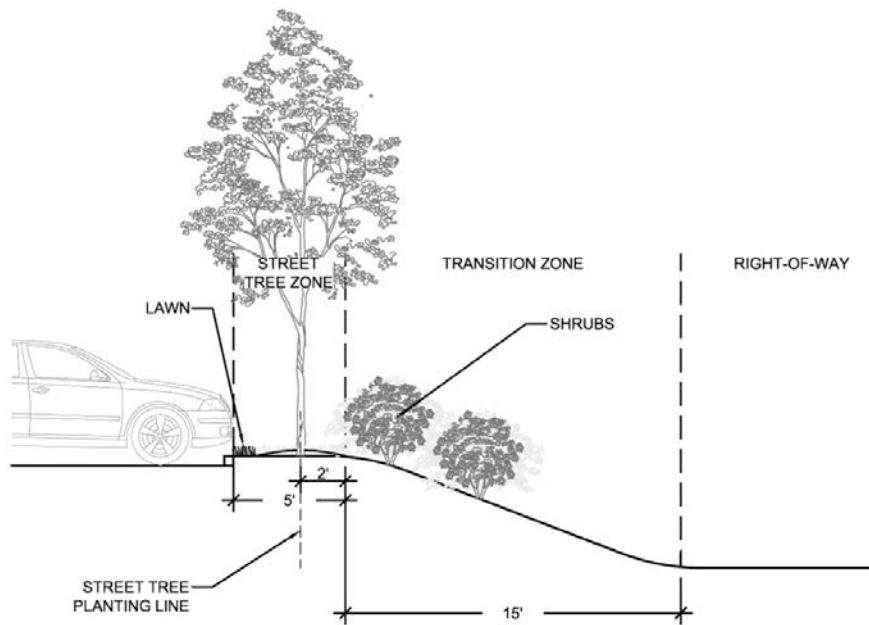 STREET
TREE ZONE
TRANSITION ZONE
RIGHT-OF-WAY
LAWN
SHRUBS
2'
5'
STREET TREE
PLANTING LINE
15'